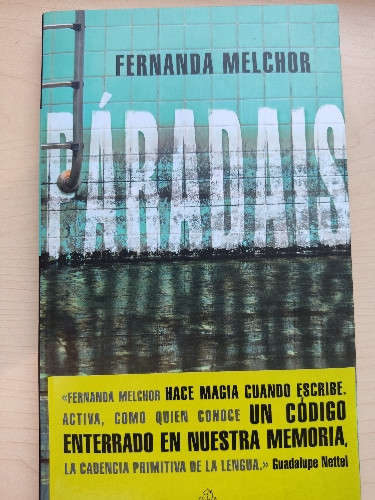 FERNANDA MELCHOR
PÁRADAIS
«FERNANDA MELCHOR HACE MAGIA CUANDO ESCRIBE.
ACTIVA, COMO QUIEN CONOCE UN CÓDIGO
ENTERRADO EN NUESTRA MEMORIA,
LA CADENCIA PRIMITIVA DE LA LENGUA.» Guadalupe Nettel